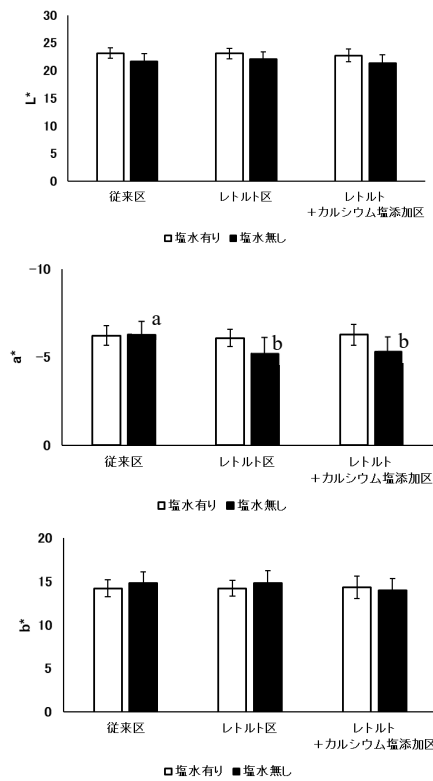 30
25
20
15
10
5
0
L*
従来区 レトルト区 レトルト
+カルシウム塩添加区
塩水有り 塩水無し
-10
-5
0
a*
a b b
従来区 レトルト区 レトルト
+カルシウム塩添加区
塩水有り 塩水無し
20
15
10
5
0
b*
従来区 レトルト区 レトルト
+カルシウム塩添加区
塩水有り 塩水無し